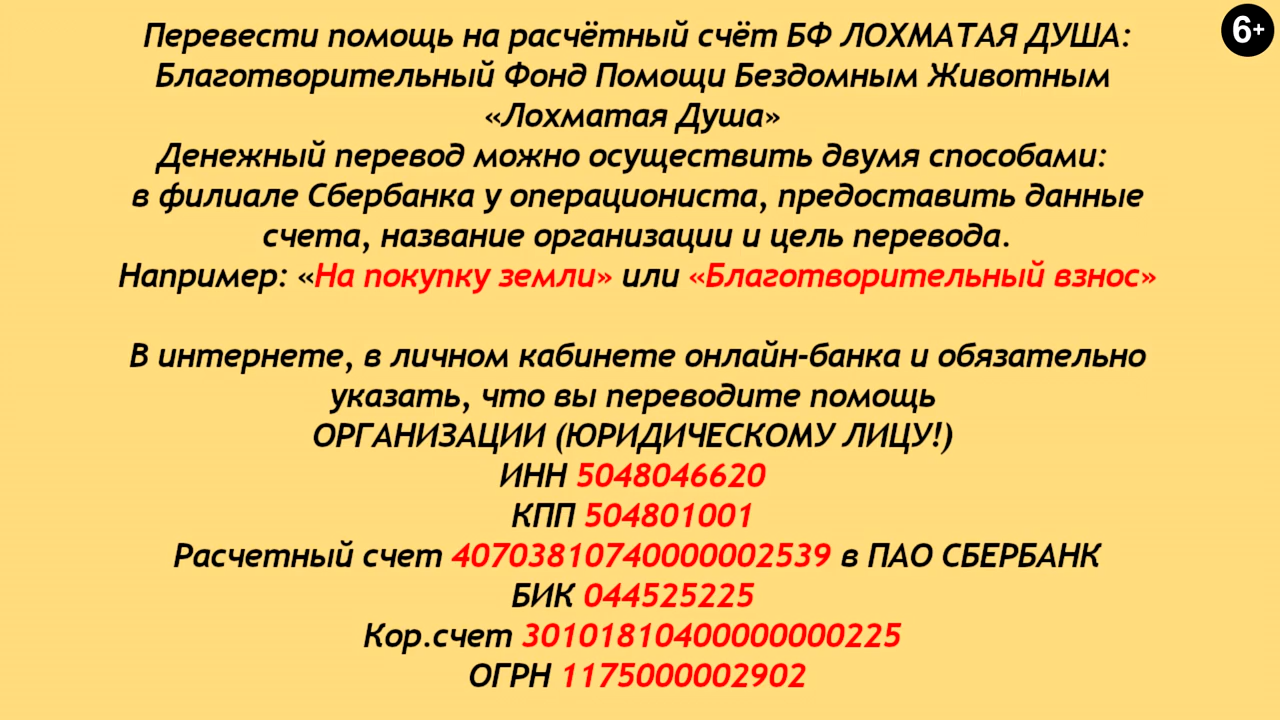 6+
Перевести помощь на расчётный счёт БФ ЛОХМАТАЯ ДУША:
Благотворительный Фонд Помощи Бездомным Животным
«Лохматая Душа»
Денежный перевод можно осуществить двумя способами:
в филиале Сбербанка у операциониста, предоставить данные
счета, название организации и цель перевода.
Например: «На покупку земли» или «Благотворительный взнос»
В интернете, в личном кабинете онлайн-банка и обязательно
указать, что вы переводите помощь
ОРГАНИЗАЦИИ (ЮРИДИЧЕСКОМУ ЛИЦУ!)
ИНН 5048046620
КПП 504801001
Расчетный счет 40703810740000002539 в ПАО СБЕРБАНК
БИК 044525225
Кор.счет 30101810400000000225
ОГРН 1175000002902